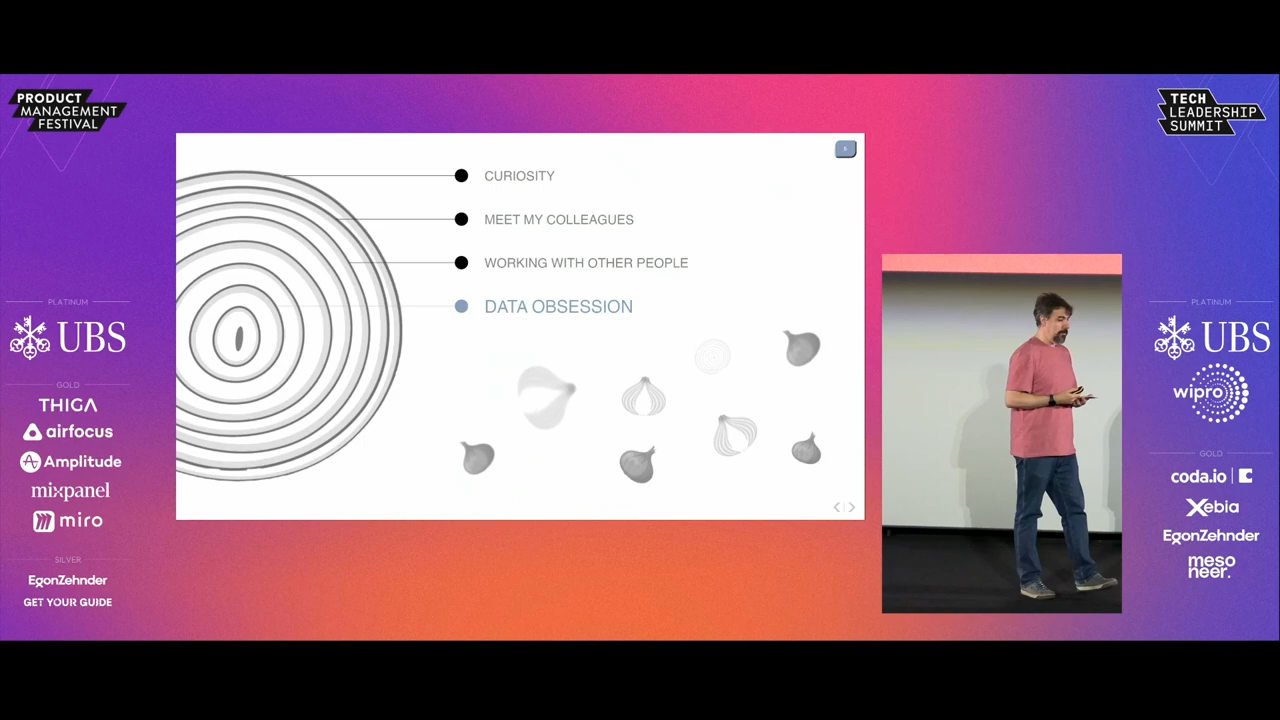 PRODUCT
MANAGEMENT
FESTIVAL
TECH
LEADERSHIP
SUMMIT
6
CURIOSITY
MEET MY COLLEAGUES
WORKING WITH OTHER PEOPLE
DATA OBSESSION
PLATINUM
UBS
GOLD
THIGA
airfocus
Amplitude
mixpanel
miro
SILVER
EgonZehnder
GET YOUR GUIDE
PLATINUM
UBS
wipro
GOLD
coda.io
Xebia
EgonZehnder
meso
neer.